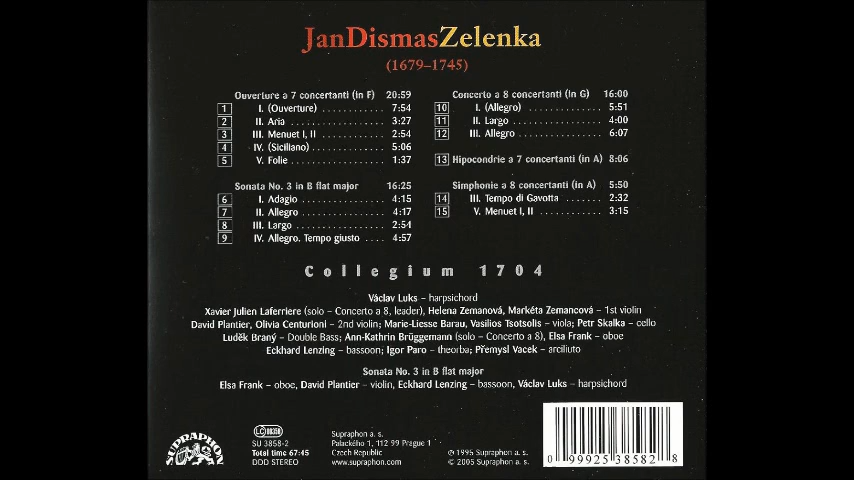 JanDismasZelenka
(1679–1745)
Ouverture a 7 concertanti (in F) 20:59
1 I. (Ouverture) ............ 7:54
2 II. Aria ............ 3:27
3 III. Menuet I, II ............ 2:54
4 IV. (Siciliano) ............ 5:06
5 V. Folie ............ 1:37
Sonata No. 3 in B flat major 16:25
6 I. Adagio ............ 4:15
7 II. Allegro ............ 4:17
8 III. Largo ............ 2:54
9 IV. Allegro. Tempo giusto .... 4:57
Concerto a 8 concertanti (in G) 16:00
10 I. (Allegro) ............ 5:51
11 II. Largo ............ 4:00
12 III. Allegro ............ 6:07
13 Hipocondrie a 7 concertanti (in A) 8:06
Simphonie a 8 concertanti (in A) 5:50
14 III. Tempo di Gavotta ....... 2:32
15 V. Menuet I, II ............ 3:15
Collegium 1704
Václav Luks – harpsichord
Xavier Julien Laferriere (solo – Concerto a 8, leader), Helena Zemanová, Markéta Zemancová – 1st violin
David Plantier, Olivia Centurioni – 2nd violin; Marie-Liesse Barau, Vasilios Tsotsolis – viola; Petr Skalka – cello
Luděk Braný – Double Bass; Ann-Kathrin Brüggemann (solo – Concerto a 8), Elsa Frank – oboe
Eckhard Lenzing – bassoon; Igor Paro – theorba; Přemysl Vacek – arciliuto
Sonata No. 3 in B flat major
Elsa Frank – oboe, David Plantier – violin, Eckhard Lenzing – bassoon, Václav Luks – harpsichord
SUPRAPHON
LC 00358
SU 3858-2
Total time 67:45
DDD STEREO
Supraphon a. s.
Palackého 1, 112 99 Prague 1
Czech Republic
www.supraphon.com
℗ 1995 Supraphon a. s.
© 2005 Supraphon a. s.
0 99925 38582 8